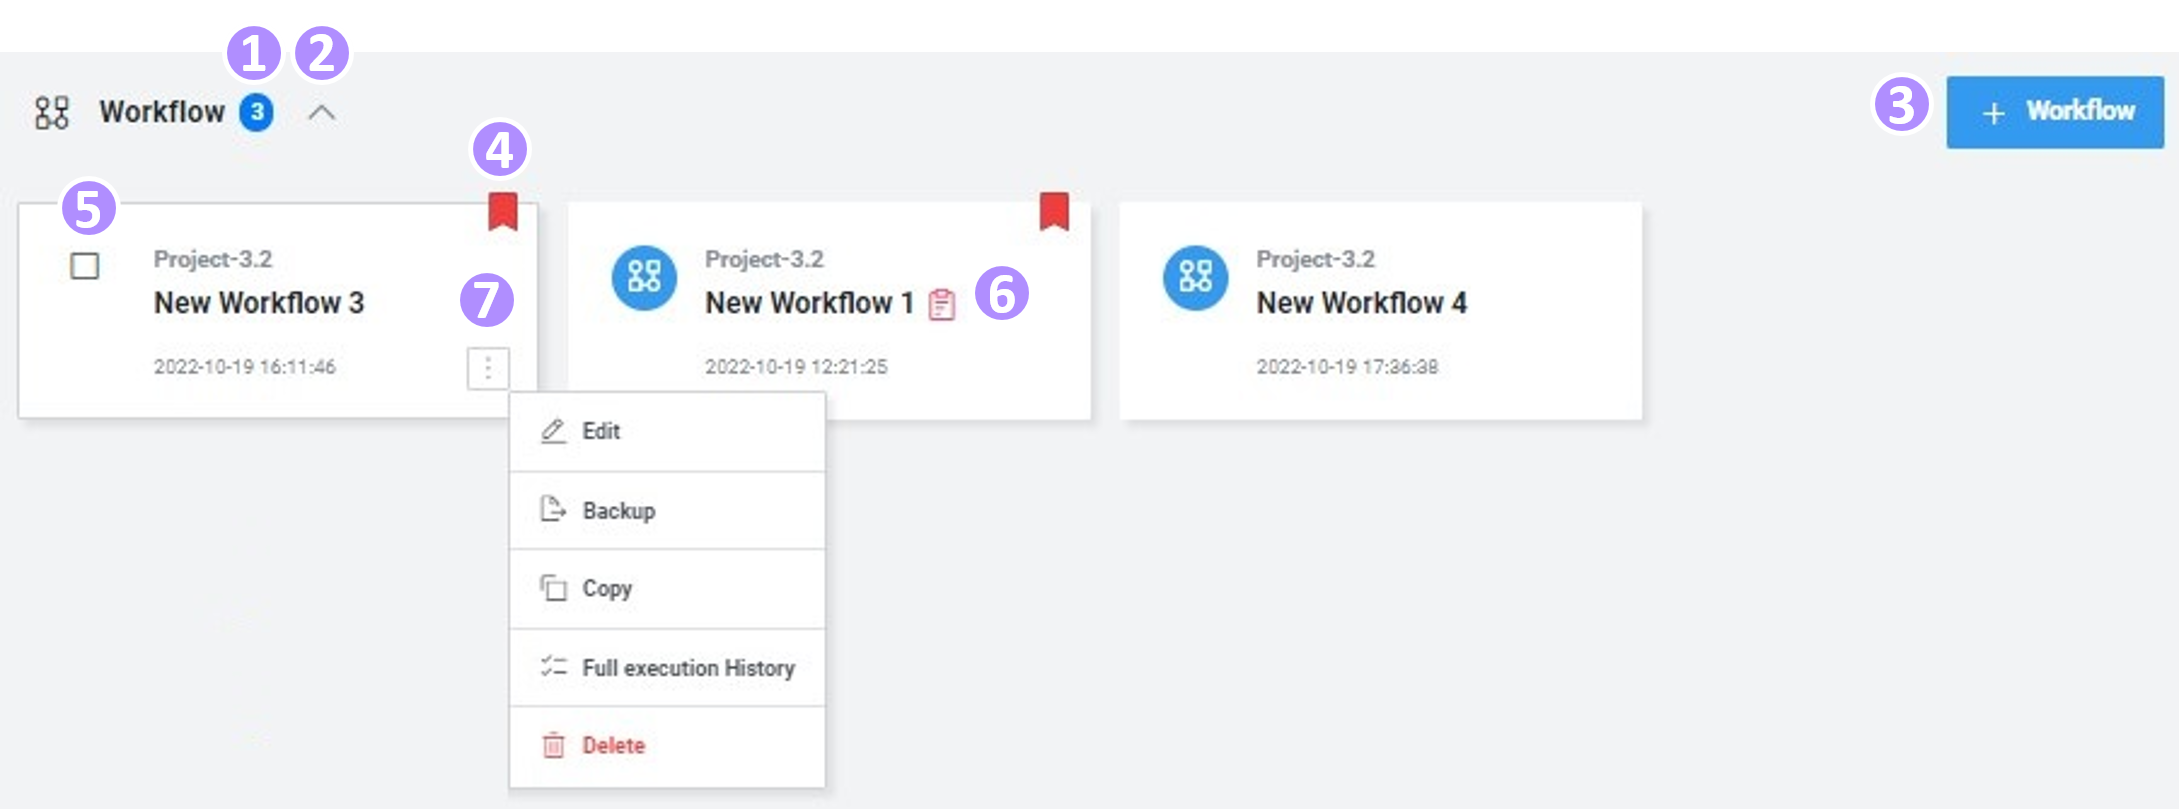 1 2
Workflow 3
3
+ Workflow
4
5
Project-3.2
New Workflow 3
7
2022-10-19 16:11:46
Project-3.2
New Workflow 1
6
2022-10-19 12:21:25
Project-3.2
New Workflow 4
2022-10-19 17:36:38
Edit
Backup
Copy
Full execution History
Delete